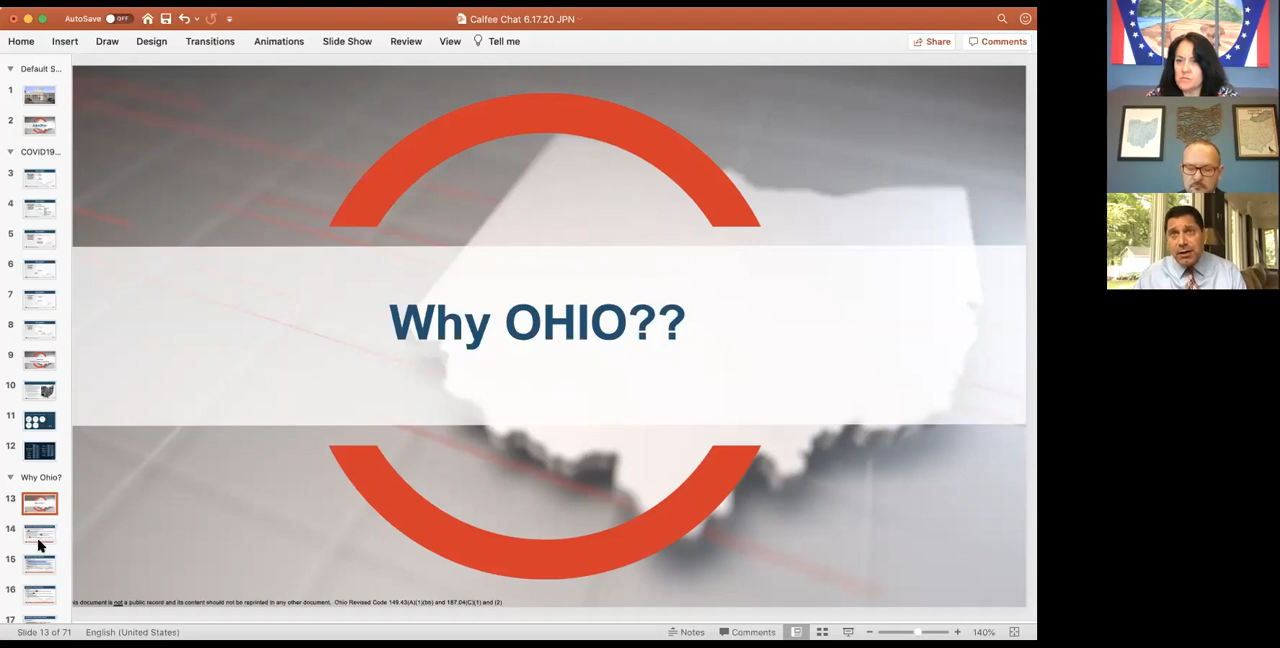 AutoSave OFF
Calfee Chat 6.17.20 JPN
Home Insert Draw Design Transitions Animations Slide Show Review View Tell me
Share Comments
Default S...
1
2
COVID19...
3
4
5
6
7
8
9
10
11
12
Why Ohio?
13
14
15
16
17
Why OHIO??
is document is not a public record and its content should not be reprinted in any other document. Ohio Revised Code 149.43(A)(1)(bb) and 187.04(C)(1) and (2)
Slide 13 of 71 English (United States) Notes Comments 140%